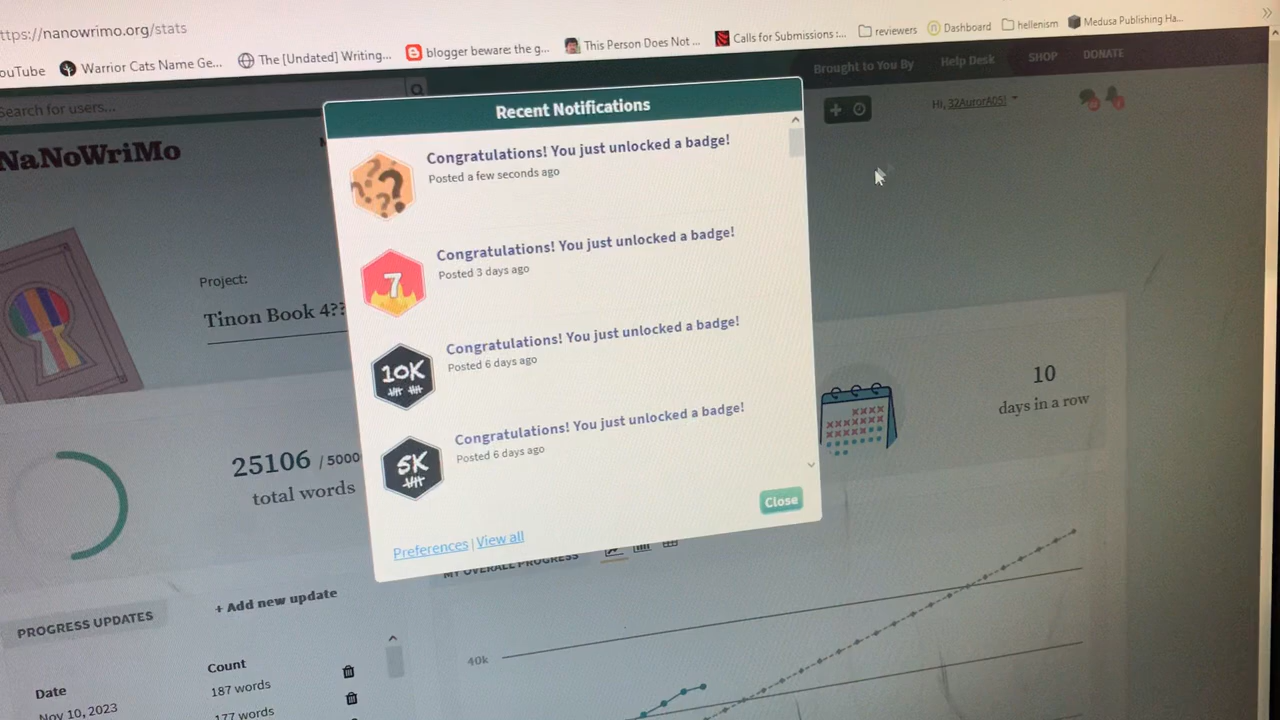 ttps://nanowrimo.org/stats
ouTube
Warrior Cats Name Ge...
The [Undated] Writing...
blogger beware: the g...
This Person Does Not ...
Calls for Submissions :...
reviewers
Dashboard
hellenism
Medusa Publishing Ha...
Search for users...
Brought to You By
Help Desk
SHOP
DONATE
NaNoWriMo
Hi, 32AurorA05!
Recent Notifications
Congratulations! You just unlocked a badge!
Posted a few seconds ago
7
Congratulations! You just unlocked a badge!
Posted 3 days ago
10K
Congratulations! You just unlocked a badge!
Posted 6 days ago
5K
Congratulations! You just unlocked a badge!
Posted 6 days ago
Close
Preferences | View all
Project:
Tinon Book 4??
25106 / 5000
total words
10
days in a row
MY OVERALL PROGRESS
PROGRESS UPDATES
+ Add new update
Date
Count
Nov 10, 2023
187 words
177 words
40k